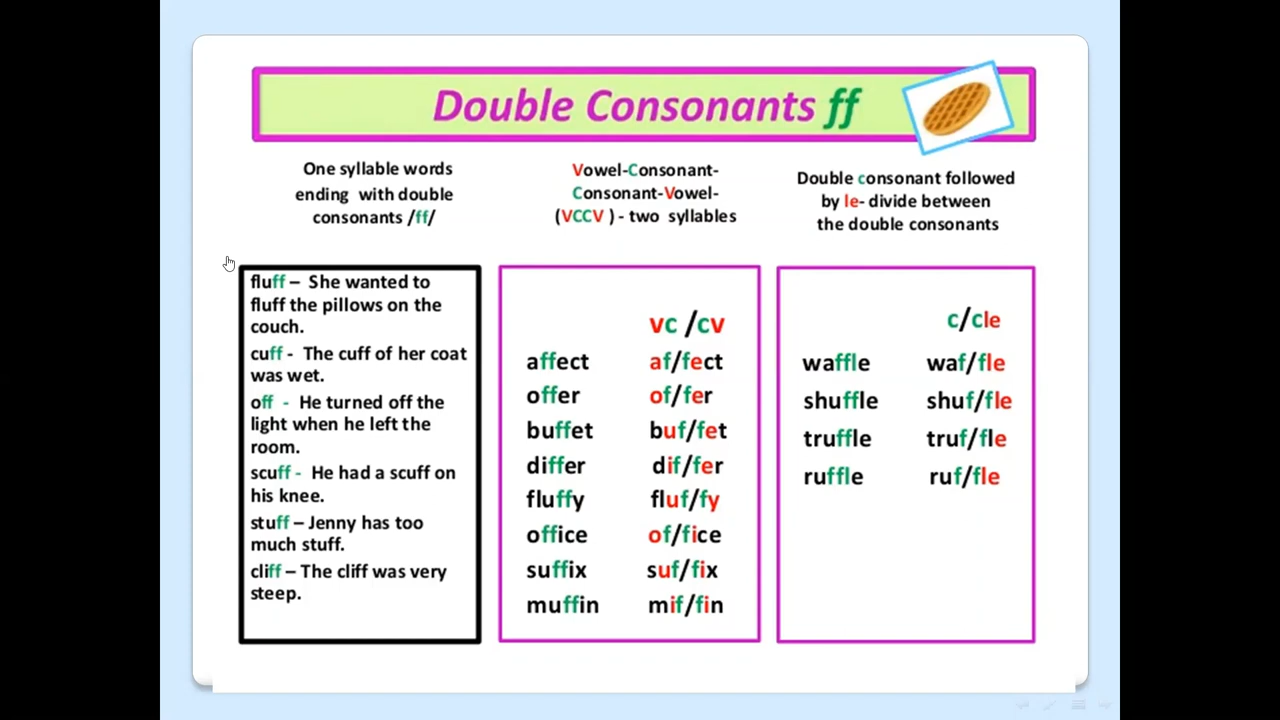 Double Consonants ff
One syllable words
ending with double
consonants /ff/
Vowel-Consonant-
Consonant-Vowel-
(VCCV ) - two syllables
Double consonant followed
by le- divide between
the double consonants
fluff – She wanted to
fluff the pillows on the
couch.
cuff - The cuff of her coat
was wet.
off - He turned off the
light when he left the
room.
scuff - He had a scuff on
his knee.
stuff – Jenny has too
much stuff.
cliff – The cliff was very
steep.
vc /cv
affect af/fect
offer of/fer
buffet buf/fet
differ dif/fer
fluffy fluf/fy
office of/fice
suffix suf/fix
muffin mif/fin
c/cle
waffle waf/fle
shuffle shuf/fle
truffle truf/fle
ruffle ruf/fle